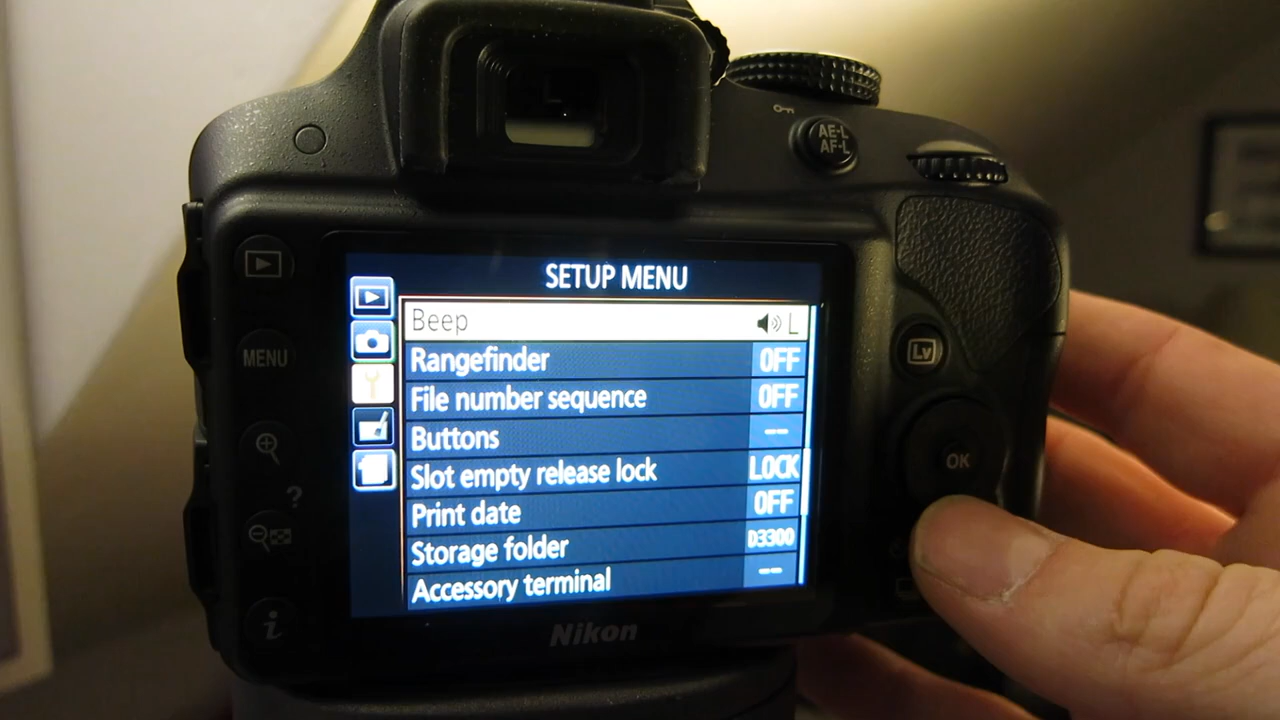 AE-L
AF-L
SETUP MENU
Beep L
Rangefinder OFF
File number sequence OFF
Buttons --
Slot empty release lock LOCK
Print date OFF
Storage folder D3300
Accessory terminal --
MENU
Lv
OK
?
i
Nikon